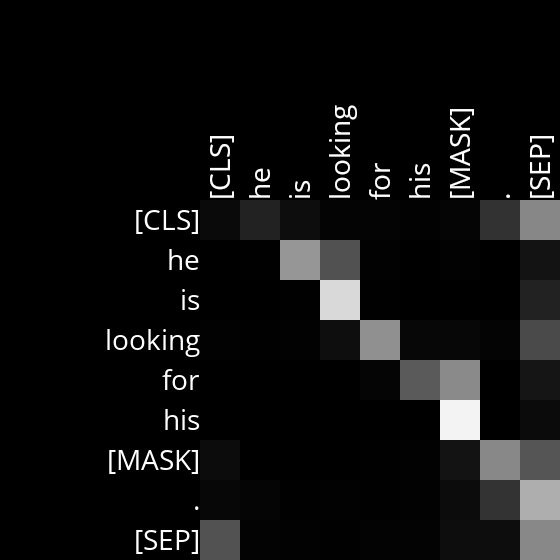 [CLS] he is looking for his [MASK] . [SEP]
[CLS]
he
is
looking
for
his
[MASK]
.
[SEP]